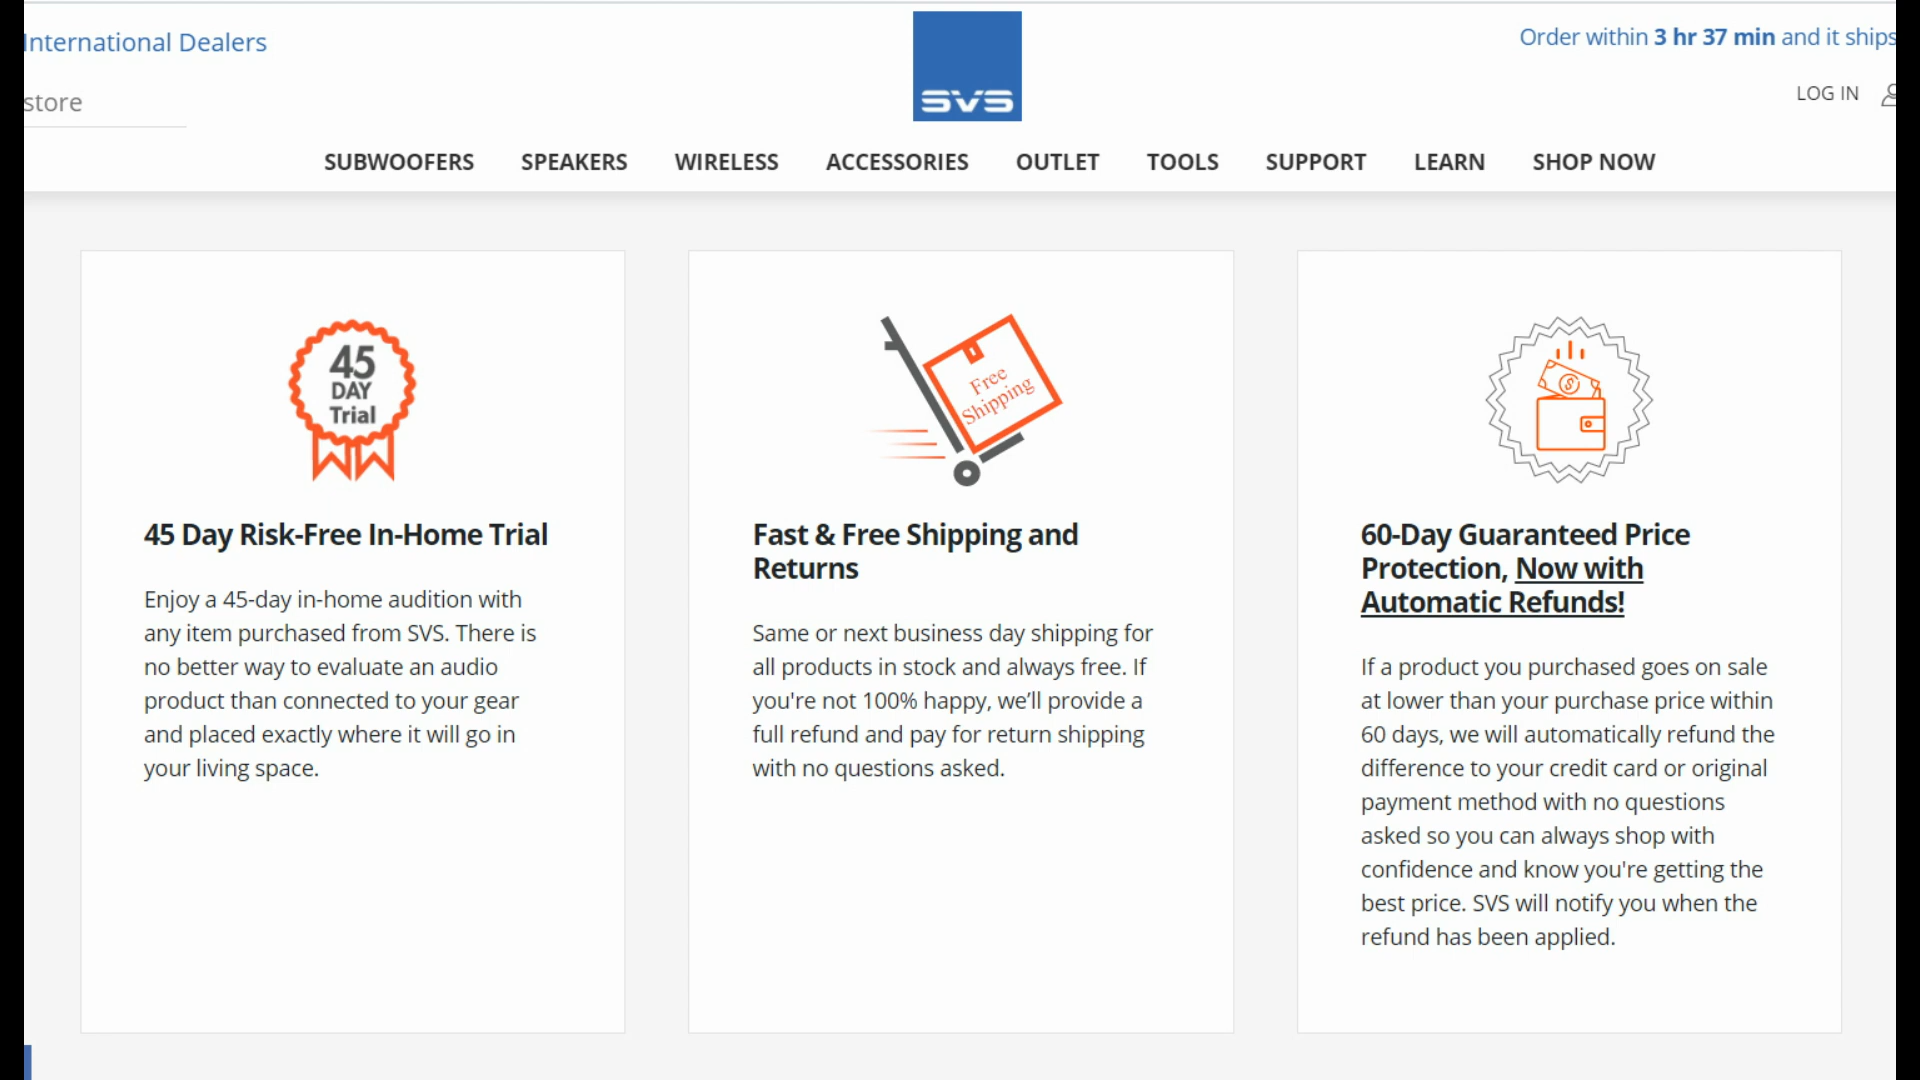 International Dealers
Order within 3 hr 37 min and it ships
store
SVS
LOG IN
SUBWOOFERS SPEAKERS WIRELESS ACCESSORIES OUTLET TOOLS SUPPORT LEARN SHOP NOW
45
DAY
Trial
45 Day Risk-Free In-Home Trial
Enjoy a 45-day in-home audition with
any item purchased from SVS. There is
no better way to evaluate an audio
product than connected to your gear
and placed exactly where it will go in
your living space.
Free
Shipping
Fast & Free Shipping and
Returns
Same or next business day shipping for
all products in stock and always free. If
you're not 100% happy, we’ll provide a
full refund and pay for return shipping
with no questions asked.
$
60-Day Guaranteed Price
Protection, Now with
Automatic Refunds!
If a product you purchased goes on sale
at lower than your purchase price within
60 days, we will automatically refund the
difference to your credit card or original
payment method with no questions
asked so you can always shop with
confidence and know you're getting the
best price. SVS will notify you when the
refund has been applied.